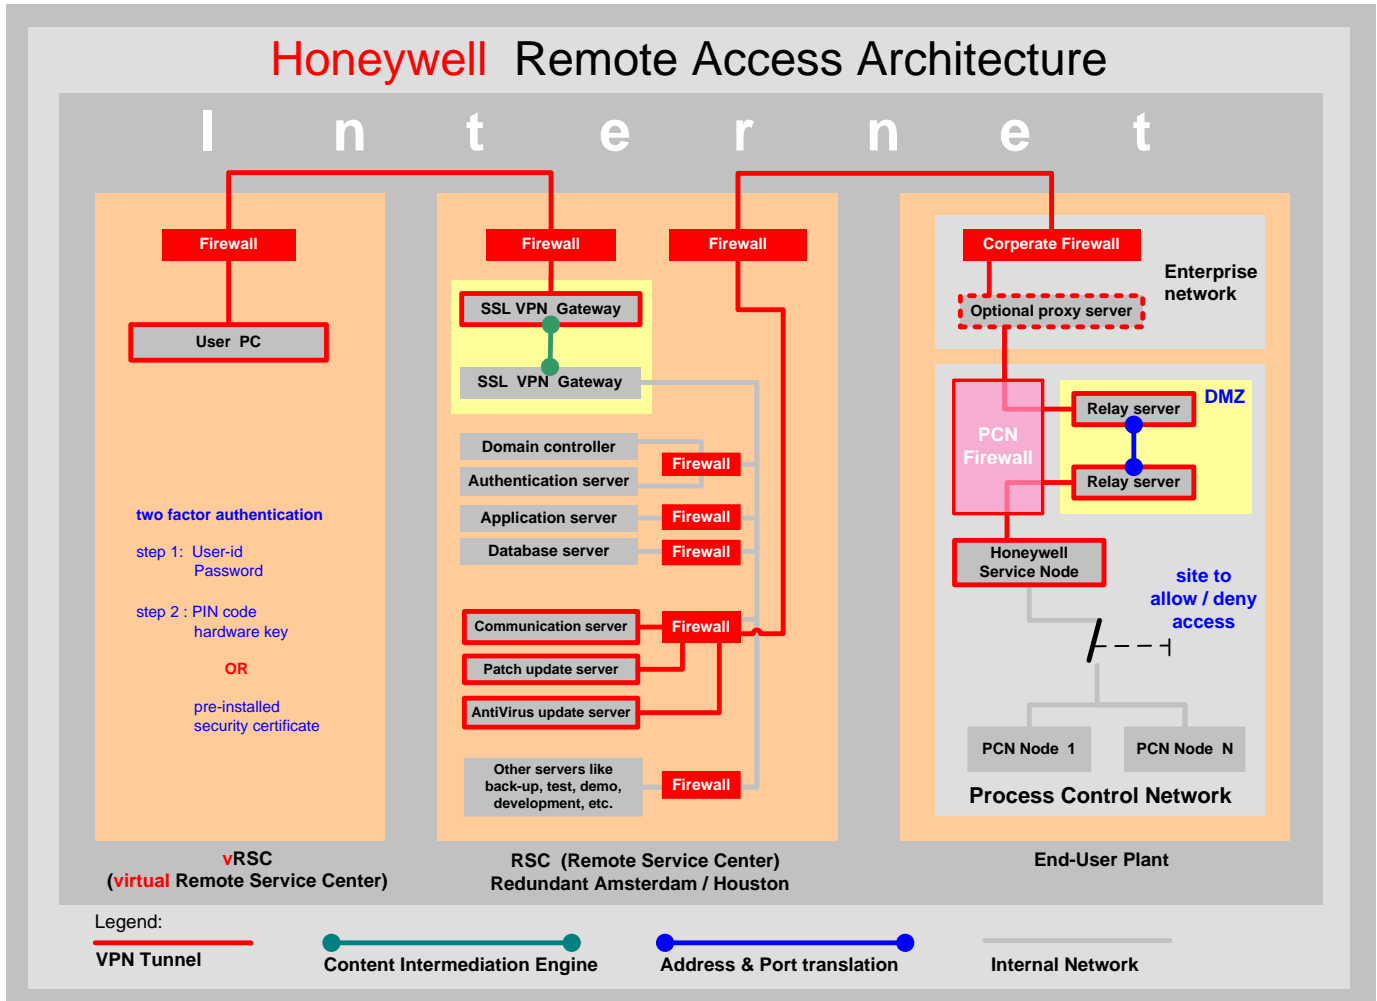 Honeywell Remote Access Architecture
I n t e r n e t
Firewall
User PC
two factor authentication
step 1: User-id
Password
step 2 : PIN code
hardware key
OR
pre-installed
security certificate
vRSC
(virtual Remote Service Center)
Firewall
Firewall
SSL VPN Gateway
SSL VPN Gateway
Domain controller
Firewall
Authentication server
Application server
Firewall
Database server
Firewall
Communication server
Firewall
Patch update server
AntiVirus update server
Other servers like
back-up, test, demo,
development, etc.
Firewall
RSC (Remote Service Center)
Redundant Amsterdam / Houston
Corperate Firewall
Enterprise
network
Optional proxy server
PCN
Firewall
Relay server
DMZ
Relay server
Honeywell
Service Node
site to
allow / deny
access
PCN Node 1
PCN Node N
Process Control Network
End-User Plant
Legend:
VPN Tunnel
Content Intermediation Engine
Address & Port translation
Internal Network